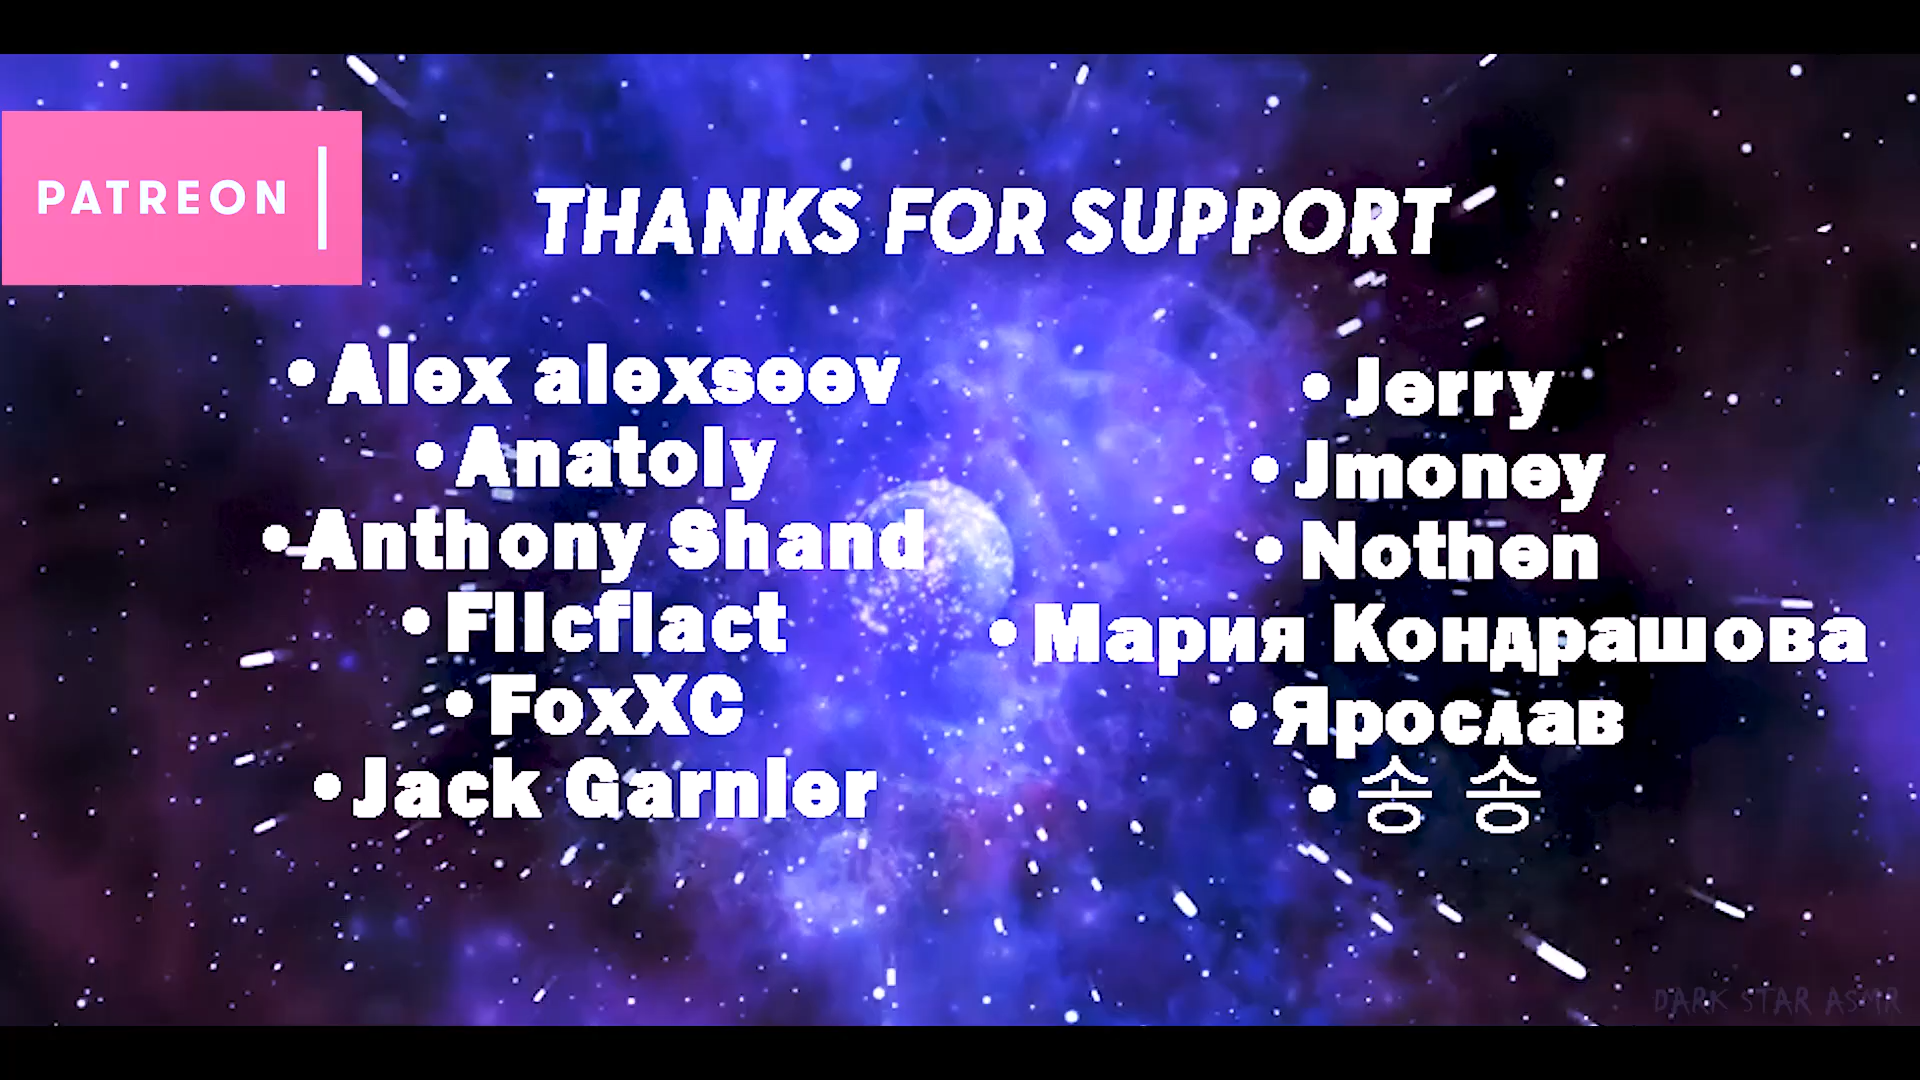 PATREON
THANKS FOR SUPPORT
•Alex alexseev
•Anatoly
•Anthony Shand
•Flicflact
•FoxXC
•Jack Garnier
•Jerry
•Jmoney
•Nothen
•Мария Кондрашова
•Ярослав
•송 송
DARK STAR ASMR